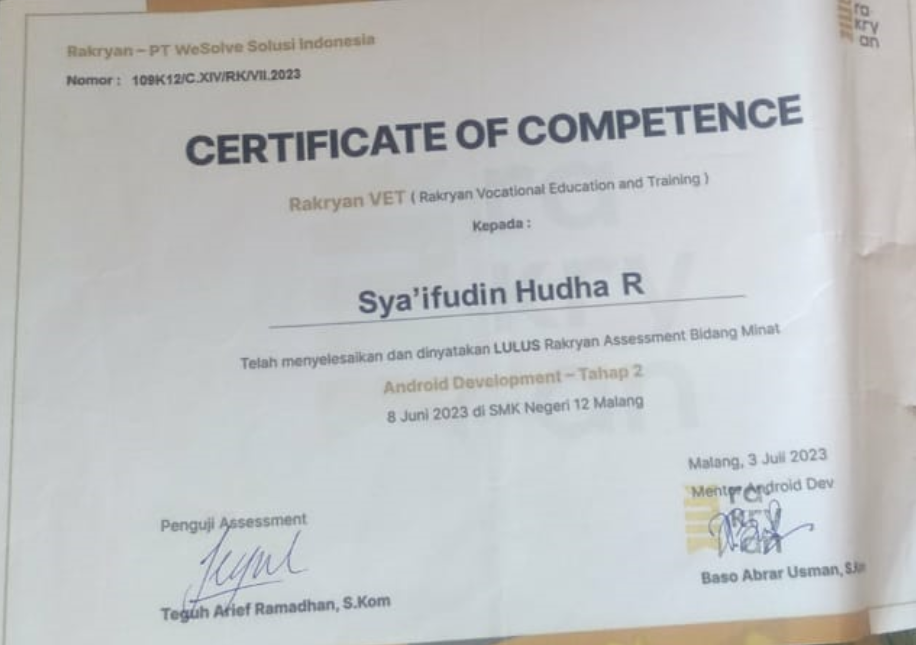 Rakryan – PT WeSolve Solusi Indonesia
Nomor : 109K12/C.XIV/RK/VII.2023
ra
kry
an
CERTIFICATE OF COMPETENCE
Rakryan VET ( Rakryan Vocational Education and Training )
Kepada :
Sya'ifudin Hudha R
Telah menyelesaikan dan dinyatakan LULUS Rakryan Assessment Bidang Minat
Android Development – Tahap 2
8 Juni 2023 di SMK Negeri 12 Malang
Malang, 3 Juli 2023
Mentor Android Dev
Penguji Assessment
ra
kry
an
Baso Abrar Usman,
Teguh Arief Ramadhan, S.Kom